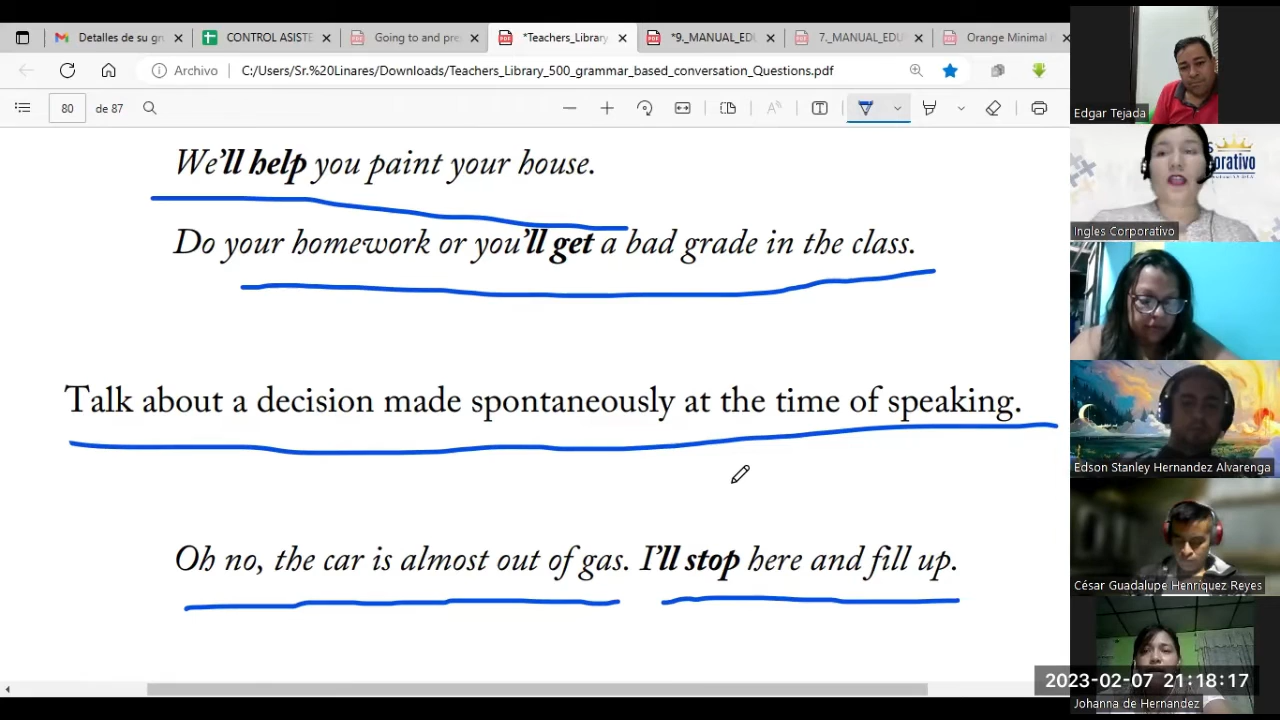 Detalles de su gru
CONTROL ASISTE
Going to and pre
*Teachers_Library
*9._MANUAL_EDU
7._MANUAL_EDU
Orange Minimal
Archivo
C:/Users/Sr.%20Linares/Downloads/Teachers_Library_500_grammar_based_conversation_Questions.pdf
80
de 87
We'll help you paint your house.
Do your homework or you'll get a bad grade in the class.
Talk about a decision made spontaneously at the time of speaking.
Oh no, the car is almost out of gas. I'll stop here and fill up.
Edgar Tejada
orativo
Ingles Corporativo
Edson Stanley Hernandez Alvarenga
César Guadalupe Henriquez Reyes
2023-02-07 21:18:17
Johanna de Hernandez